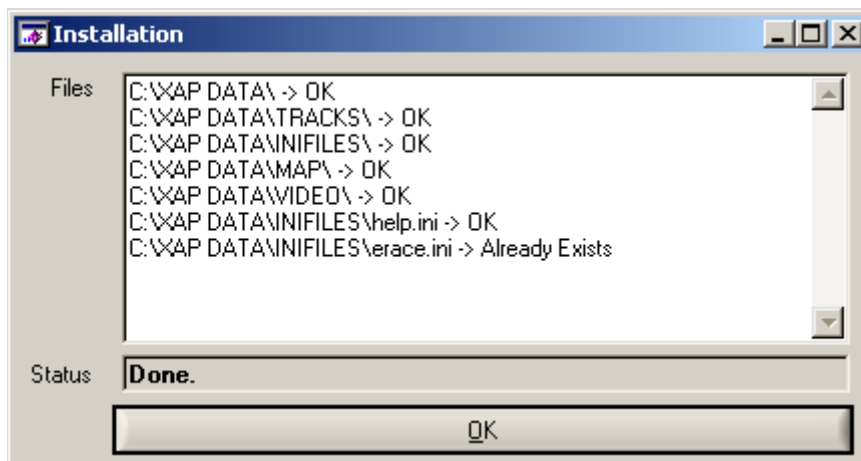 Installation
Files
C:\XAP DATA\ -> OK
C:\XAP DATA\TRACKS\ -> OK
C:\XAP DATA\INIFILES\ -> OK
C:\XAP DATA\MAP\ -> OK
C:\XAP DATA\VIDEO\ -> OK
C:\XAP DATA\INIFILES\help.ini -> OK
C:\XAP DATA\INIFILES\erace.ini -> Already Exists
Status
Done.
OK